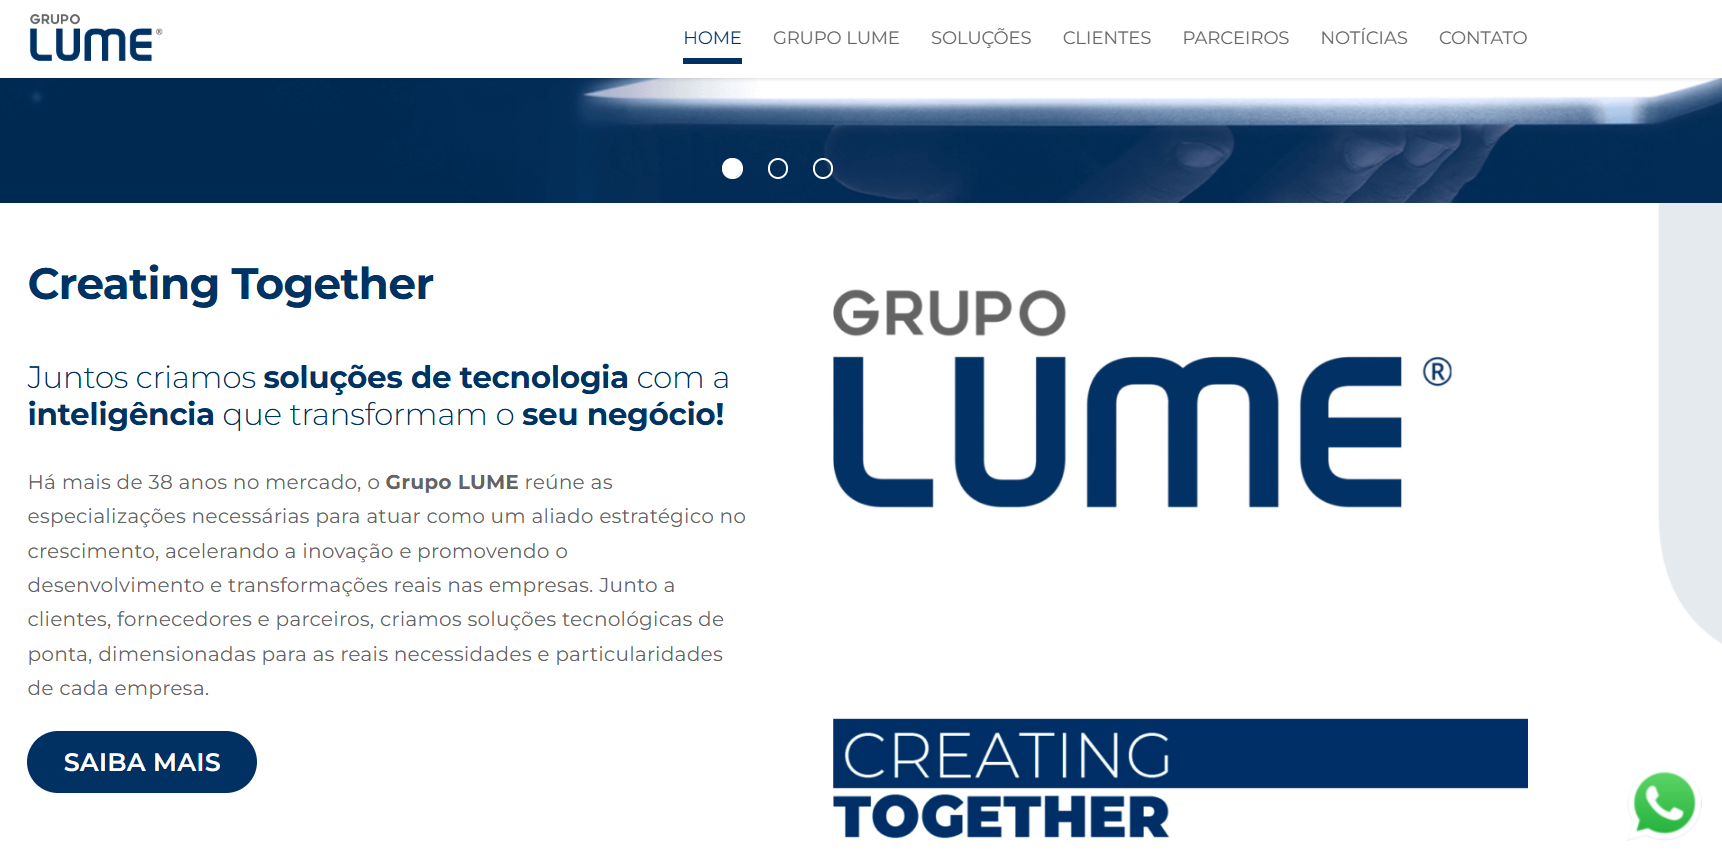 GRUPO
LUME®
HOME GRUPO LUME SOLUÇÕES CLIENTES PARCEIROS NOTÍCIAS CONTATO
Creating Together
Juntos criamos soluções de tecnologia com a
inteligência que transformam o seu negócio!
Há mais de 38 anos no mercado, o Grupo LUME reúne as
especializações necessárias para atuar como um aliado estratégico no
crescimento, acelerando a inovação e promovendo o
desenvolvimento e transformações reais nas empresas. Junto a
clientes, fornecedores e parceiros, criamos soluções tecnológicas de
ponta, dimensionadas para as reais necessidades e particularidades
de cada empresa.
SAIBA MAIS
GRUPO
LUME®
CREATING
TOGETHER